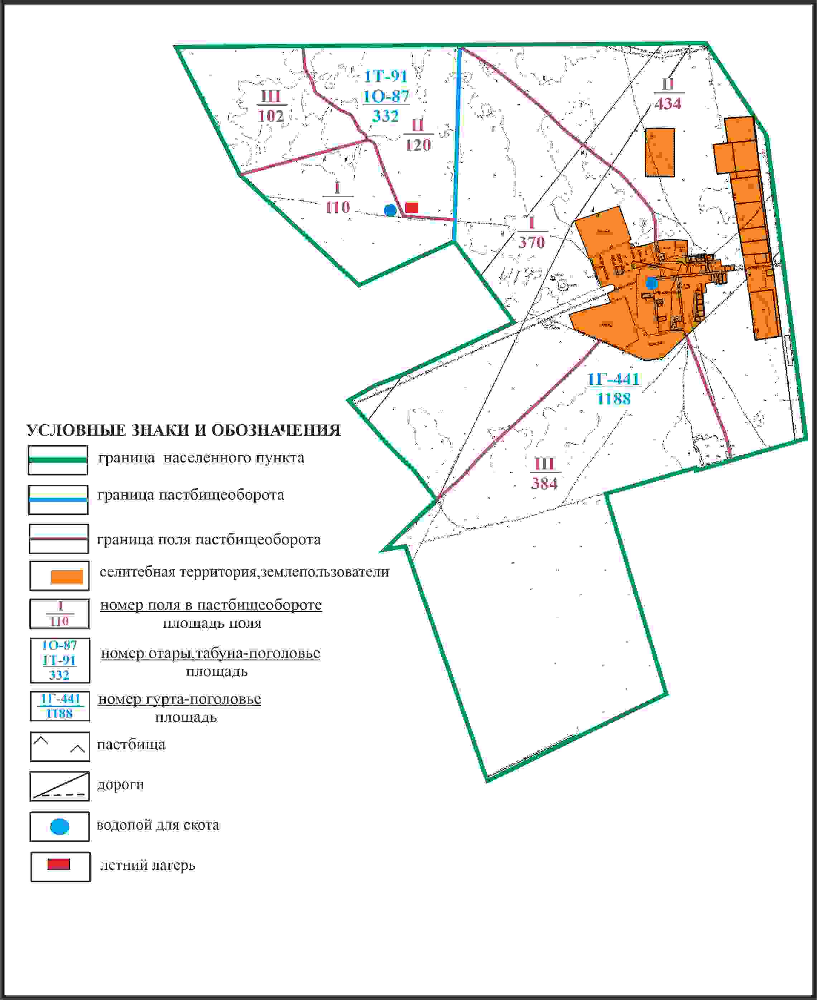 1Т-91
1О-87
332
III
102
II
120
I
110
II
434
I
370
1Г-441
1188
III
384
УСЛОВНЫЕ ЗНАКИ И ОБОЗНАЧЕНИЯ
граница населенного пункта
граница пастбищеоборота
граница поля пастбищеоборота
селитебная территория,землепользователи
I
110
номер поля в пастбищеобороте
площадь поля
1О-87
1Т-91
332
номер отары,табуна-поголовье
площадь
1Г-441
1188
номер гурта-поголовье
площадь
пастбища
дороги
водопой для скота
летний лагерь